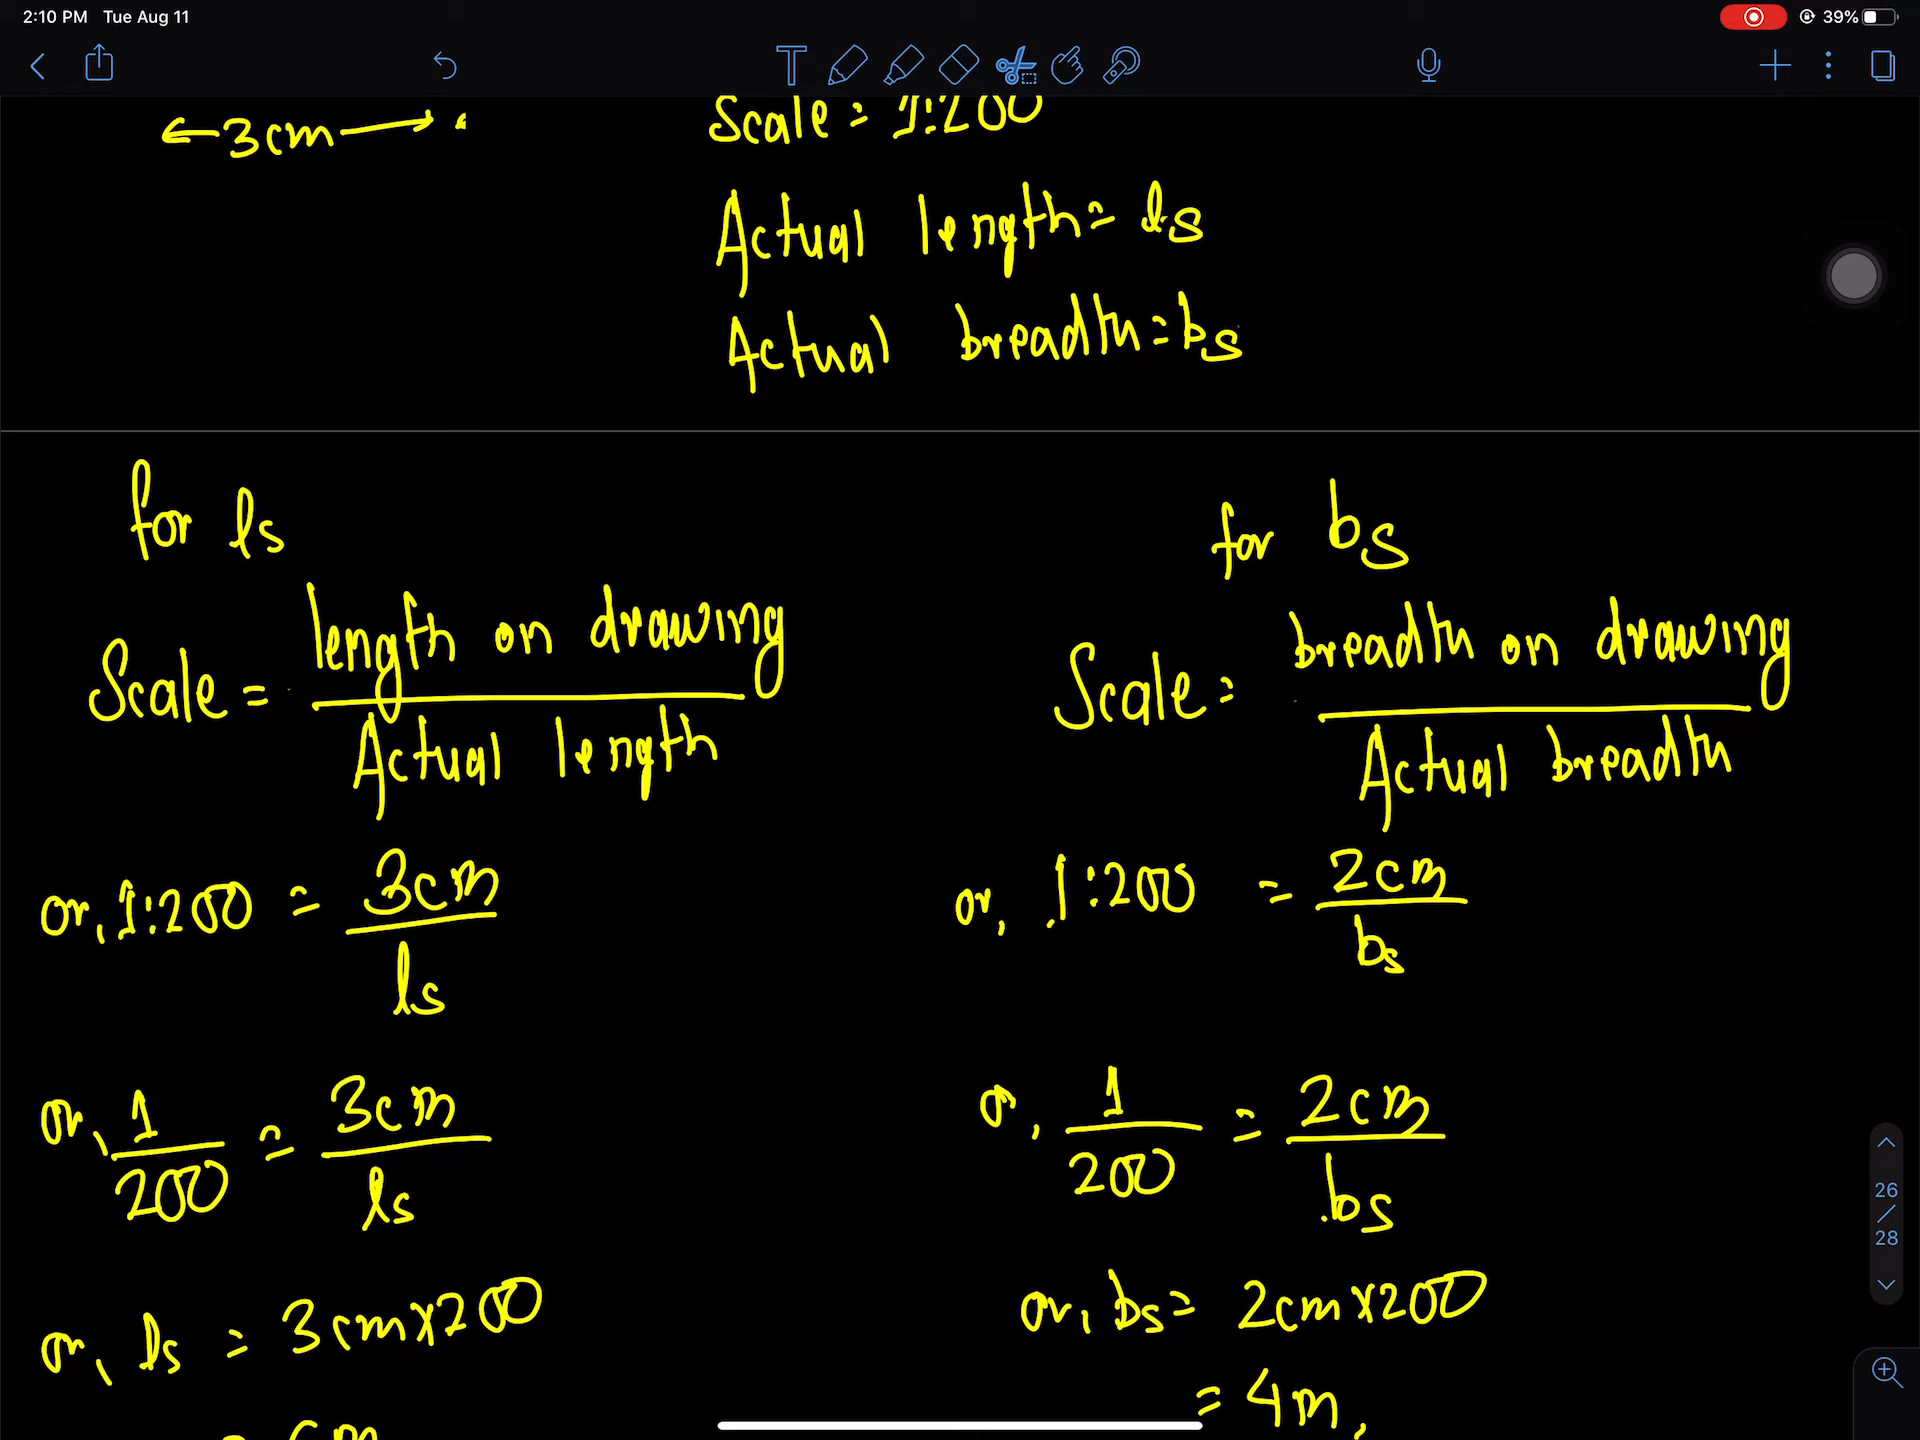 2:10 PM Tue Aug 11
39%
3cm
Scale = 1:200
Actual length = ls
Actual breadth = bs
for ls
Scale = length on drawing
Actual length
or, 1:200 = 3cm
ls
or, 1 = 3cm
200 ls
or, ls = 3cm×200
for bs
Scale = breadth on drawing
Actual breadth
or, 1:200 = 2cm
bs
or, 1 = 2cm
200 bs
or, bs = 2cm×200
= 4m,
26
/
28